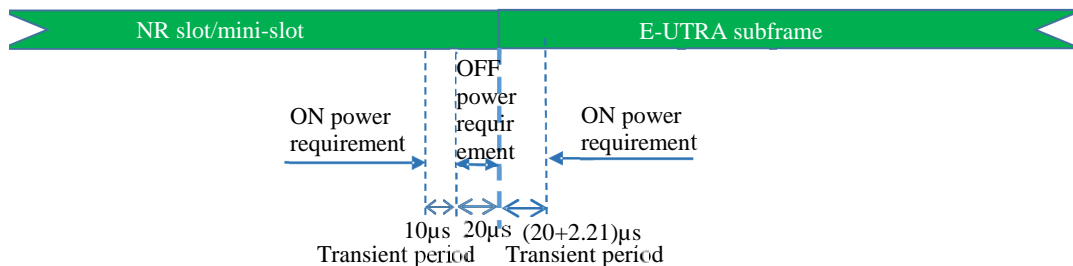 NR slot/mini-slot
E-UTRA subframe
OFF
power
requir
ement
ON power
requirement
ON power
requirement
10µs
20µs
(20+2.21)µs
Transient period
Transient period